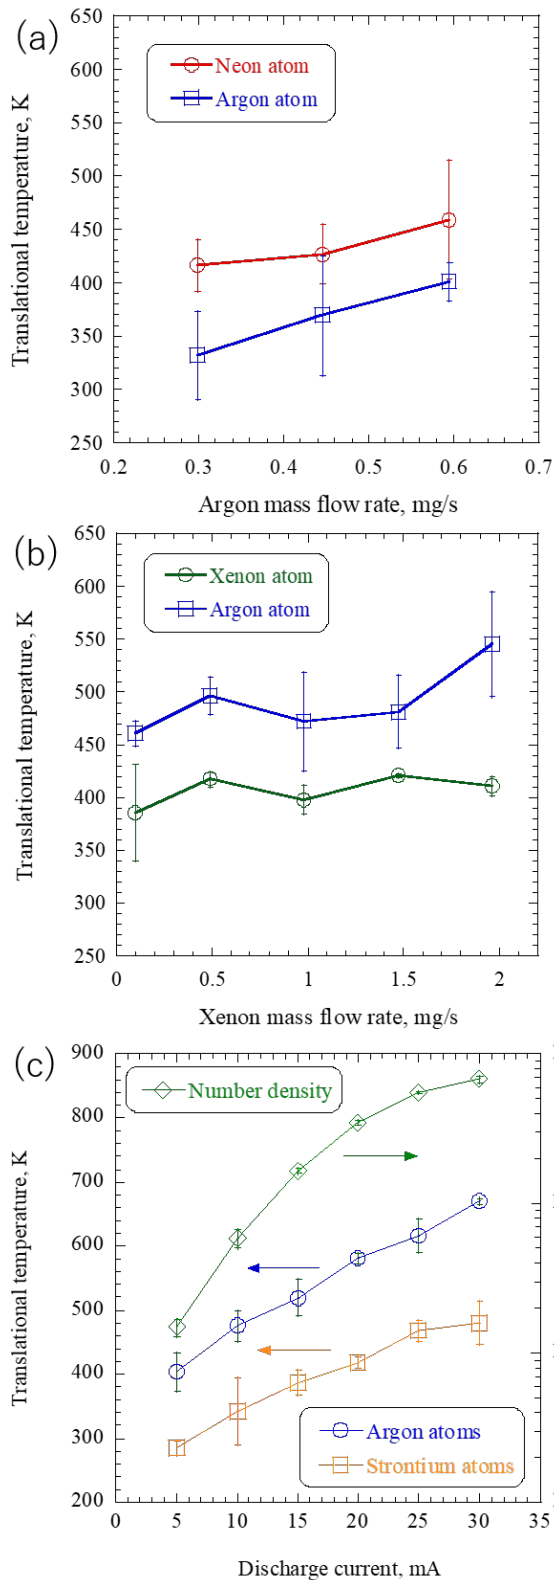 (a)
650
600
550
500
450
400
350
300
250
Translational temperature, K
Neon atom
Argon atom
0.2 0.3 0.4 0.5 0.6 0.7
Argon mass flow rate, mg/s
(b)
650
600
550
500
450
400
350
300
250
Translational temperature, K
Xenon atom
Argon atom
0 0.5 1 1.5 2
Xenon mass flow rate, mg/s
(c)
900
800
700
600
500
400
300
200
Translational temperature, K
Number density
Argon atoms
Strontium atoms
5 10 15 20 25 30
Discharge current, mA